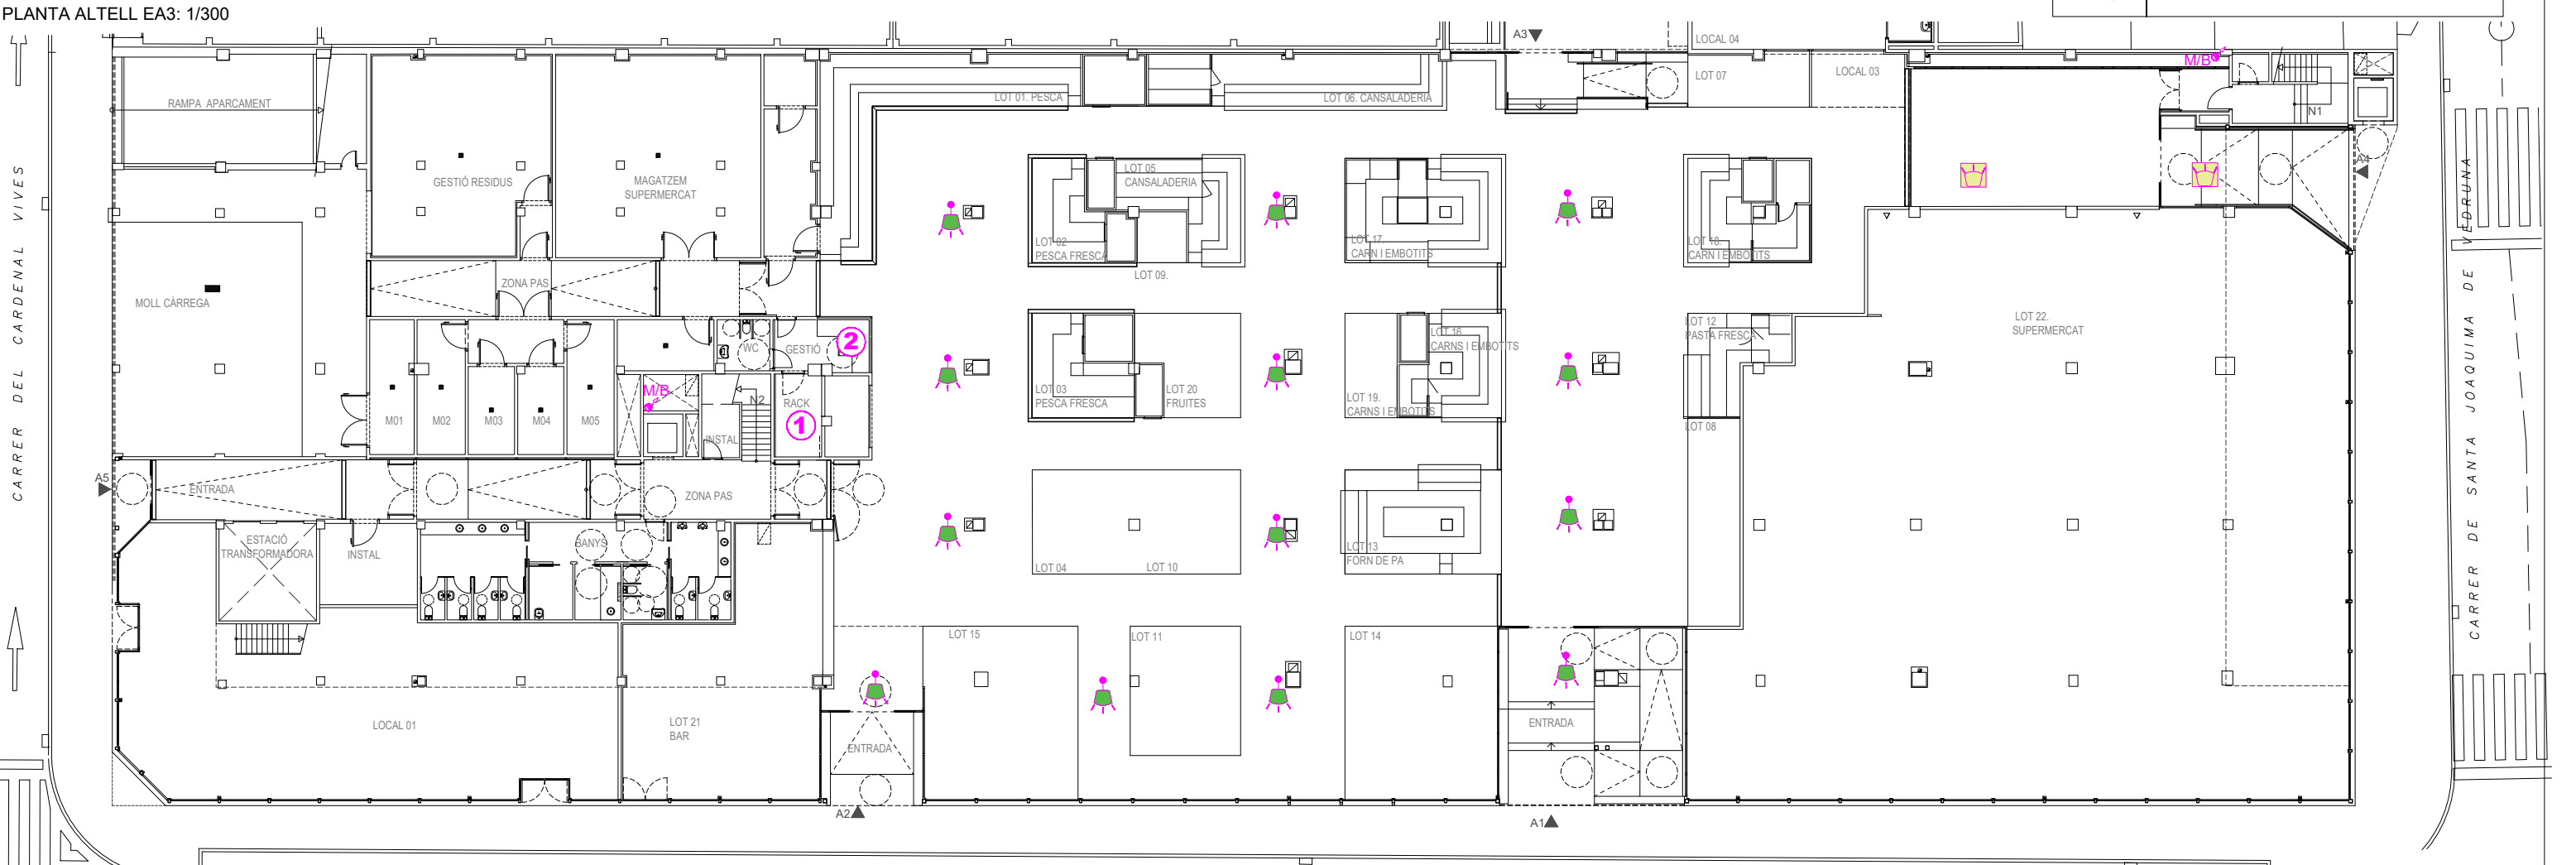 PLANTA ALTELL EA3: 1/300
A3
LOCAL 04
M/B
RAMPA APARCAMENT
LOT 01. PESCA
LOT 06. CANSALADERIA
LOT 07
LOCAL 03
N1
A4
GESTIÓ RESIDUS
MAGATZEM
SUPERMERCAT
LOT 05
CANSALADERIA
LOT 02
PESCA FRESCA
LOT 09.
LOT 17.
CARN I EMBOTITS
LOT 18.
CARN I EMBOTITS
CARRER DEL CARDENAL VIVES
CARRER DE SANTA JOAQUIMA DE VEDRUNA
ZONA PAS
MOLL CÀRREGA
WC
GESTIÓ
2
LOT 16.
CARNS I EMBOTITS
LOT 12
PASTA FRESCA
LOT 22.
SUPERMERCAT
M/B
N2
RACK
1
LOT 03
PESCA FRESCA
LOT 20
FRUITES
LOT 19.
CARNS I EMBOTITS
M01
M02
M03
M04
M05
INSTAL
LOT 08
A5
ENTRADA
ZONA PAS
ESTACIÓ
TRANSFORMADORA
INSTAL
BANYS
LOT 04
LOT 10
LOT 13
FORN DE PA
LOT 15
LOT 11
LOT 14
LOCAL 01
LOT 21
BAR
ENTRADA
ENTRADA
A2
A1